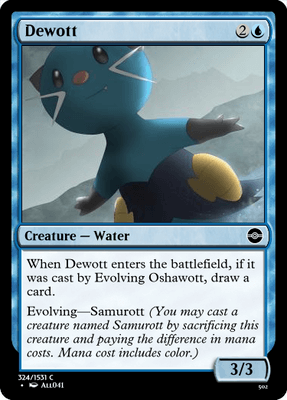 Dewott 2
Creature — Water
When Dewott enters the battlefield, if it
was cast by Evolving Oshawott, draw a
card.
Evolving—Samurott (You may cast a
creature named Samurott by sacrificing this
creature and paying the difference in mana
costs. Mana cost includes color.)
3/3
324/1531 C
• ALL041
502